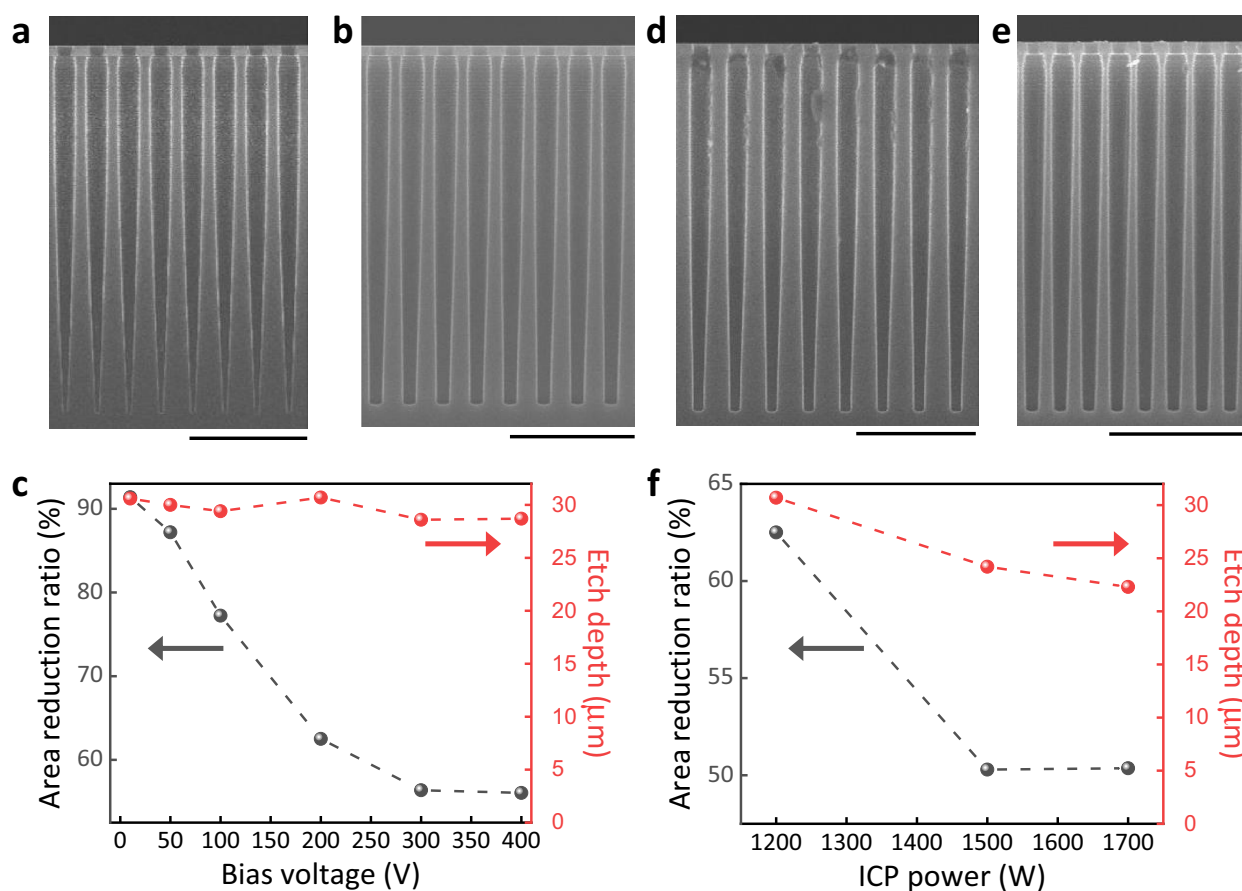 a
b
d
e
c
90
80
70
60
Area reduction ratio (%)
0 50 100 150 200 250 300 350 400
Bias voltage (V)
30
25
20
15
10
5
0
Etch depth (μm)
f
65
60
55
50
Area reduction ratio (%)
1200 1300 1400 1500 1600 1700
ICP power (W)
30
25
20
15
10
5
0
Etch depth (μm)